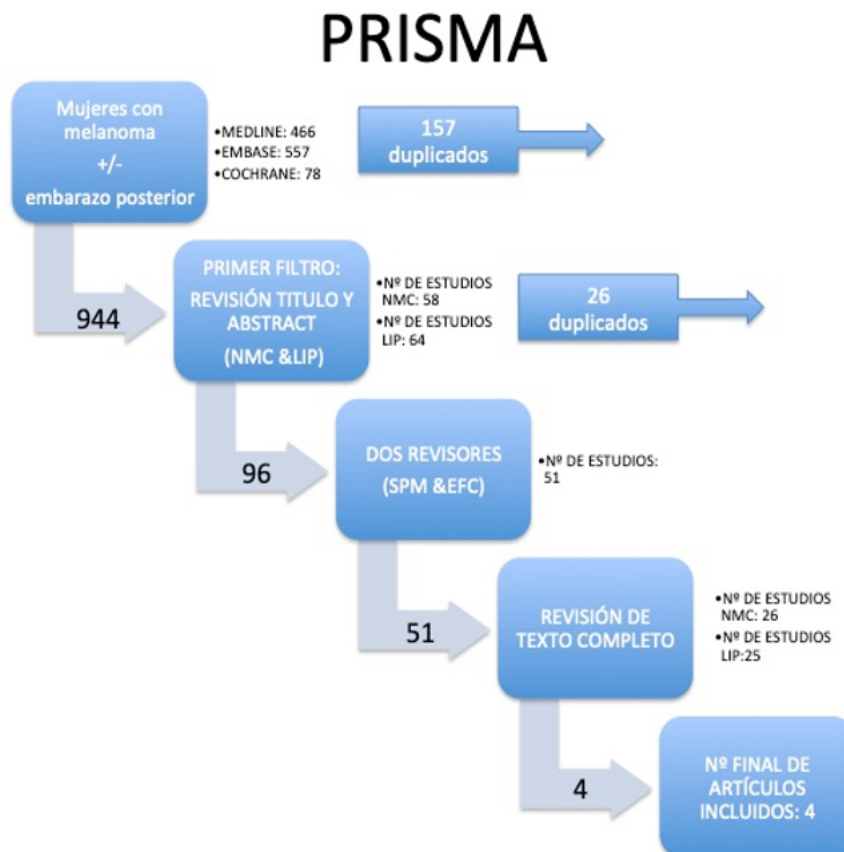 PRISMA
Mujeres con
melanoma
+/-
embarazo posterior
•MEDLINE: 466
•EMBASE: 557
•COCHRANE: 78
157
duplicados
944
PRIMER FILTRO:
REVISIÓN TITULO Y
ABSTRACT
(NMC &LIP)
•Nº DE ESTUDIOS
NMC: 58
•Nº DE ESTUDIOS
LIP: 64
26
duplicados
96
DOS REVISORES
(SPM &EFC)
•Nº DE ESTUDIOS:
51
51
REVISIÓN DE
TEXTO COMPLETO
•Nº DE ESTUDIOS
NMC: 26
•Nº DE ESTUDIOS
LIP:25
4
Nº FINAL DE
ARTÍCULOS
INCLUIDOS: 4